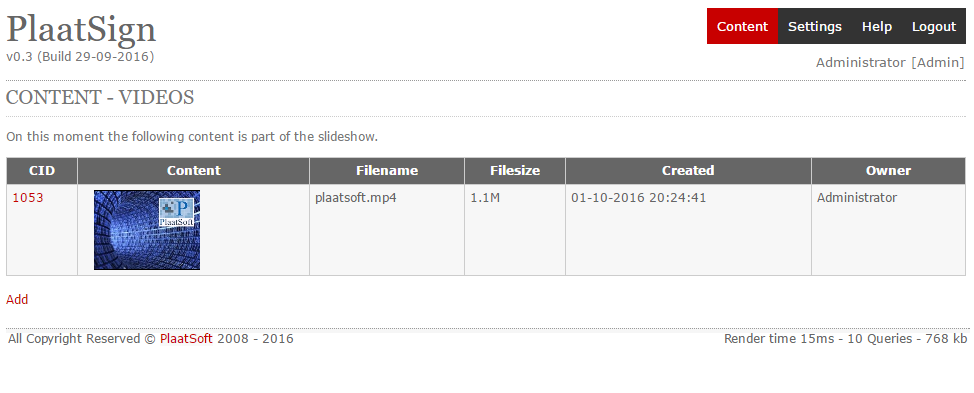 PlaatSign
v0.3 (Build 29-09-2016)
Content Settings Help Logout
Administrator [Admin]
CONTENT - VIDEOS
On this moment the following content is part of the slideshow.
CID Content Filename Filesize Created Owner
1053 plaatsoft.mp4 1.1M 01-10-2016 20:24:41 Administrator
P
PlaatSoft
Add
All Copyright Reserved © PlaatSoft 2008 - 2016 Render time 15ms - 10 Queries - 768 kb